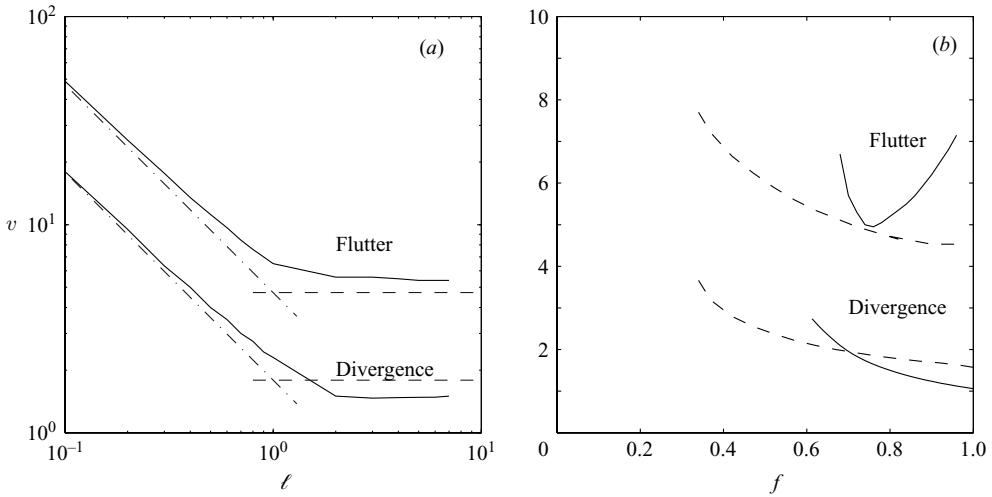 10² (a)
Flutter
v 10¹
Divergence
10⁰
10⁻¹ 10⁰ 10¹
ℓ
10 (b)
8
Flutter
6
4
Divergence
2
0 0.2 0.4 0.6 0.8 1.0
f